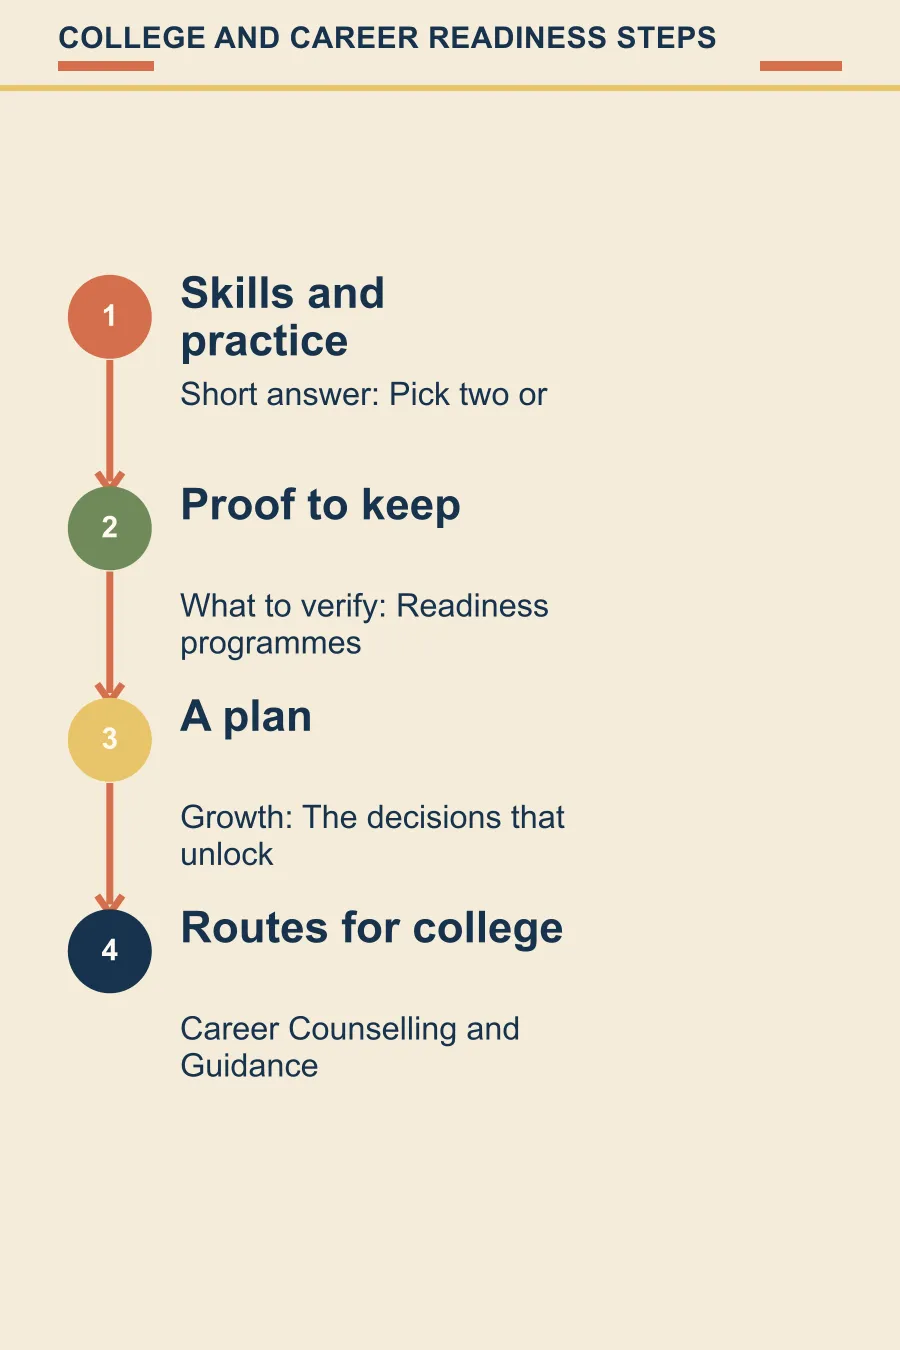 COLLEGE AND CAREER READINESS STEPS
1
Skills and
practice
Short answer: Pick two or
2
Proof to keep
What to verify: Readiness
programmes
3
A plan
Growth: The decisions that
unlock
4
Routes for college
Career Counselling and
Guidance